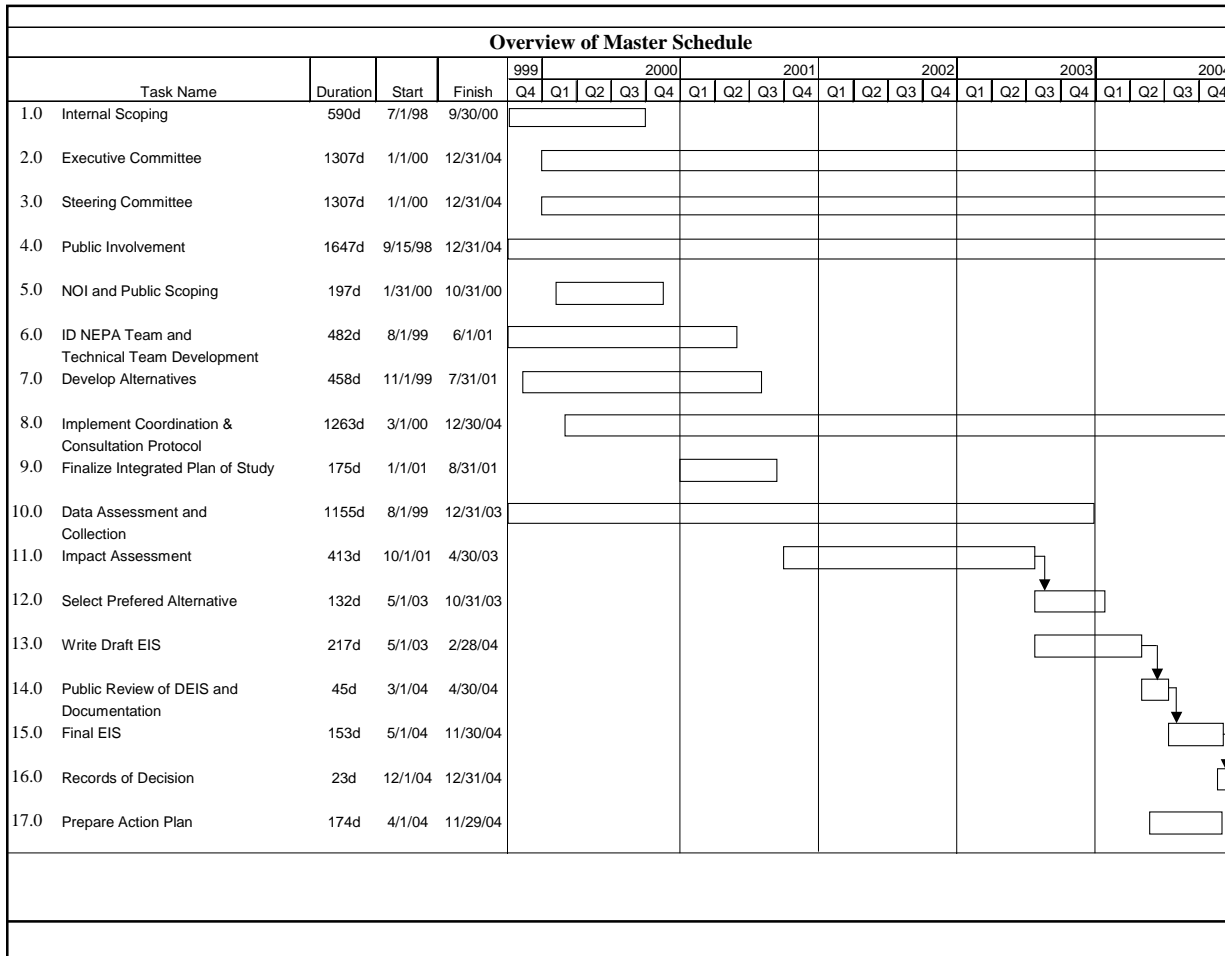 Overview of Master Schedule
999 2000 2001 2002 2003 2004
Task Name Duration Start Finish Q4 Q1 Q2 Q3 Q4 Q1 Q2 Q3 Q4 Q1 Q2 Q3 Q4 Q1 Q2 Q3 Q4 Q1 Q2 Q3 Q4
1.0 Internal Scoping 590d 7/1/98 9/30/00
2.0 Executive Committee 1307d 1/1/00 12/31/04
3.0 Steering Committee 1307d 1/1/00 12/31/04
4.0 Public Involvement 1647d 9/15/98 12/31/04
5.0 NOI and Public Scoping 197d 1/31/00 10/31/00
6.0 ID NEPA Team and 482d 8/1/99 6/1/01
Technical Team Development
7.0 Develop Alternatives 458d 11/1/99 7/31/01
8.0 Implement Coordination & 1263d 3/1/00 12/30/04
Consultation Protocol
9.0 Finalize Integrated Plan of Study 175d 1/1/01 8/31/01
10.0 Data Assessment and 1155d 8/1/99 12/31/03
Collection
11.0 Impact Assessment 413d 10/1/01 4/30/03
12.0 Select Prefered Alternative 132d 5/1/03 10/31/03
13.0 Write Draft EIS 217d 5/1/03 2/28/04
14.0 Public Review of DEIS and 45d 3/1/04 4/30/04
Documentation
15.0 Final EIS 153d 5/1/04 11/30/04
16.0 Records of Decision 23d 12/1/04 12/31/04
17.0 Prepare Action Plan 174d 4/1/04 11/29/04